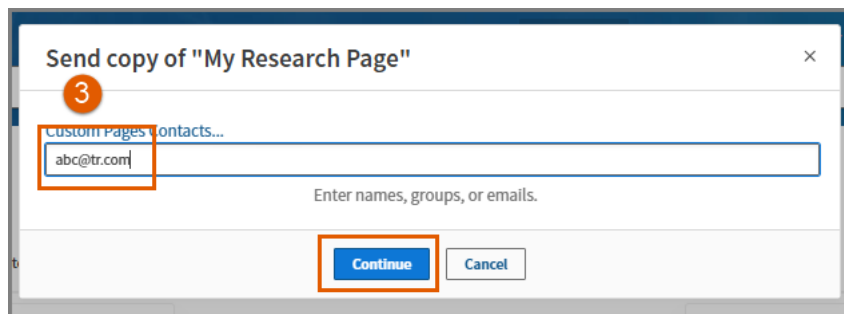 Send copy of "My Research Page"
×
3
Custom Pages Contacts...
abc@tr.com
Enter names, groups, or emails.
Continue
Cancel